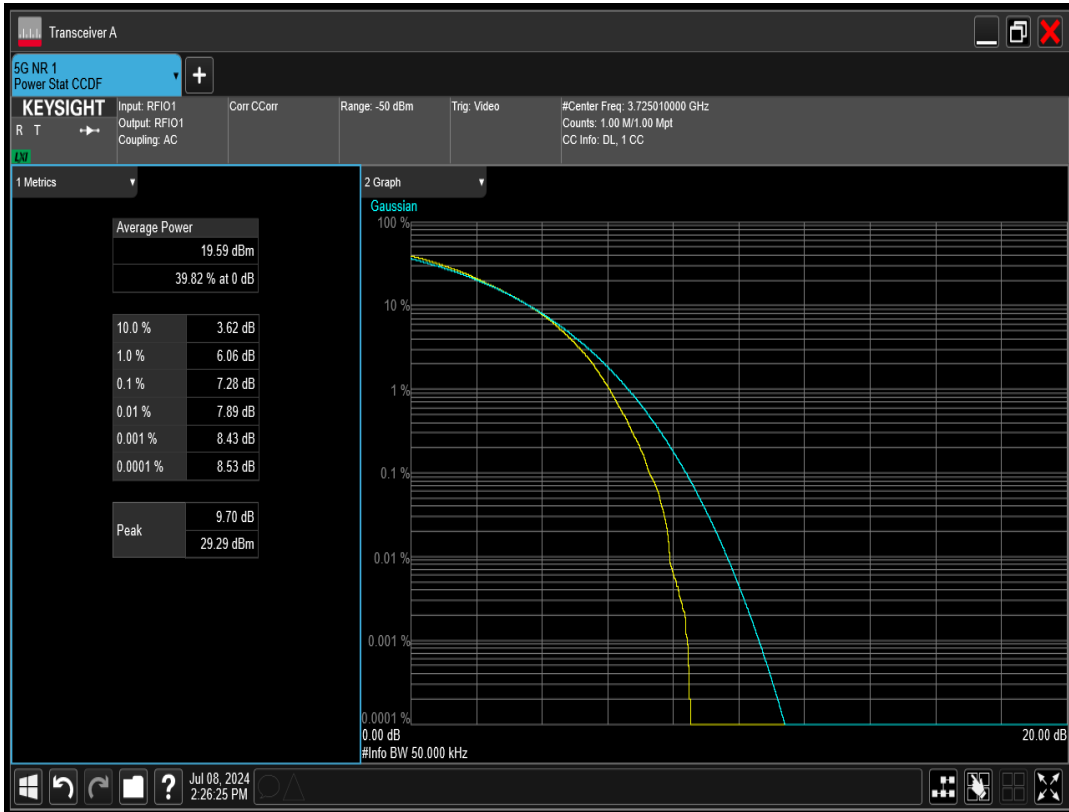 Transceiver A
5G NR 1
Power Stat CCDF
+
KEYSIGHT
R T
LXI
Input: RFIO1
Output: RFIO1
Coupling: AC
Corr CCorr
Range: -50 dBm
Trig: Video
#Center Freq: 3.725010000 GHz
Counts: 1.00 M/1.00 Mpt
CC Info: DL, 1 CC
1 Metrics
Average Power
19.59 dBm
39.82 % at 0 dB
10.0 % 3.62 dB
1.0 % 6.06 dB
0.1 % 7.28 dB
0.01 % 7.89 dB
0.001 % 8.43 dB
0.0001 % 8.53 dB
Peak
9.70 dB
29.29 dBm
2 Graph
Gaussian
100 %
10 %
1 %
0.1 %
0.01 %
0.001 %
0.0001 %
0.00 dB 20.00 dB
#Info BW 50.000 kHz
?
Jul 08, 2024
2:26:25 PM